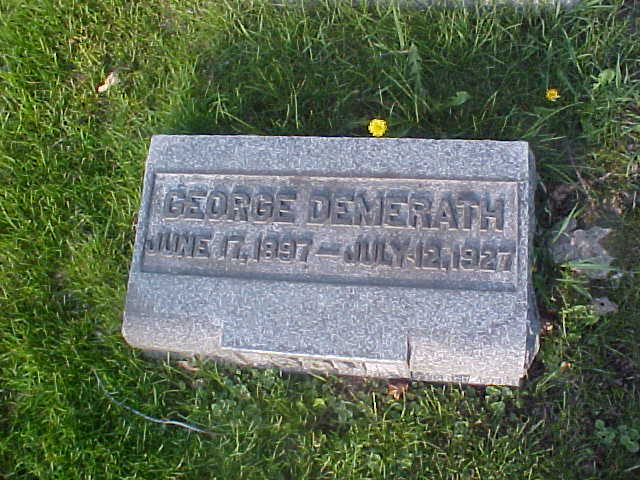 GEORGE DEMERATH
JUNE 17, 1897 — JULY 12, 1927